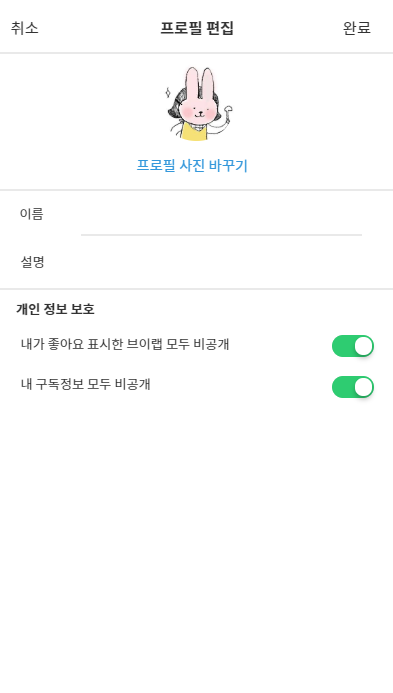 취소 프로필 편집 완료
프로필 사진 바꾸기
이름
설명
개인 정보 보호
내가 좋아요 표시한 브이랩 모두 비공개
내 구독정보 모두 비공개